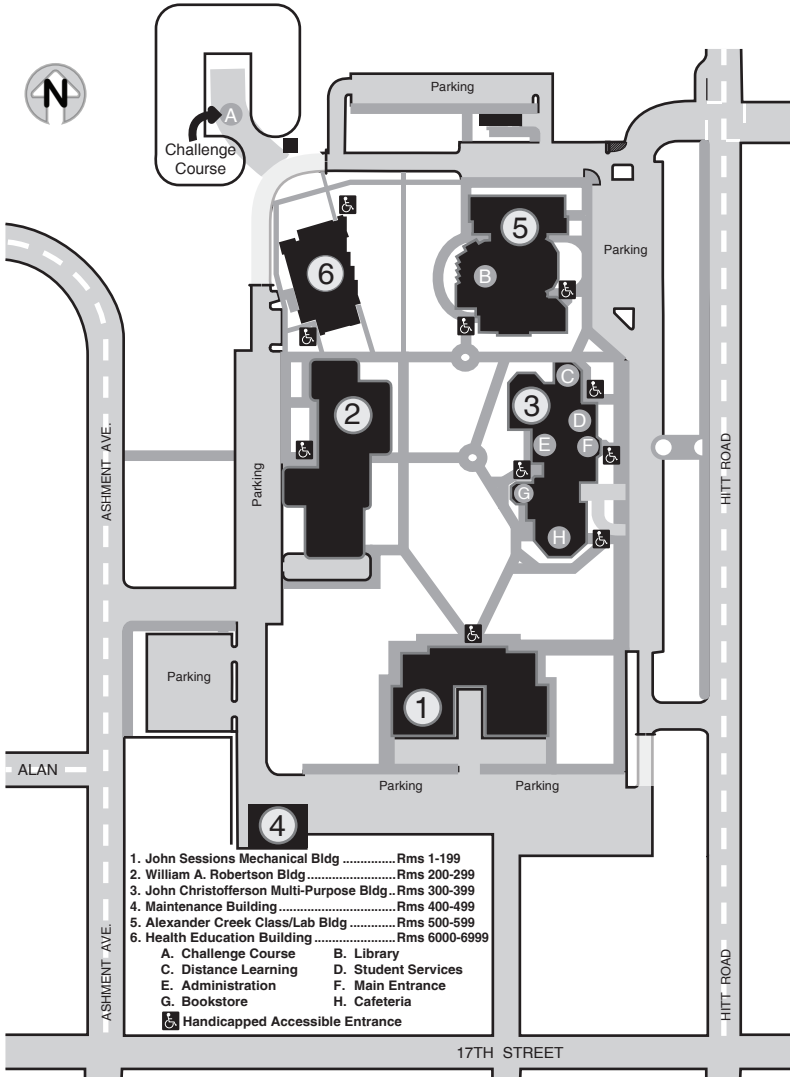 N
Parking
A
Challenge
Course
5
Parking
6
B
C
2
3
D
E
F
ASHMENT AVE.
HITT ROAD
Parking
G
H
Parking
1
ALAN
Parking
Parking
4
1. John Sessions Mechanical Bldg ...............Rms 1-199
2. William A. Robertson Bldg.........................Rms 200-299
3. John Christofferson Multi-Purpose Bldg..Rms 300-399
4. Maintenance Building.................................Rms 400-499
5. Alexander Creek Class/Lab Bldg .............Rms 500-599
6. Health Education Building .......................Rms 6000-6999
A. Challenge Course B. Library
C. Distance Learning D. Student Services
E. Administration F. Main Entrance
G. Bookstore H. Cafeteria
Handicapped Accessible Entrance
ASHMENT AVE.
HITT ROAD
17TH STREET